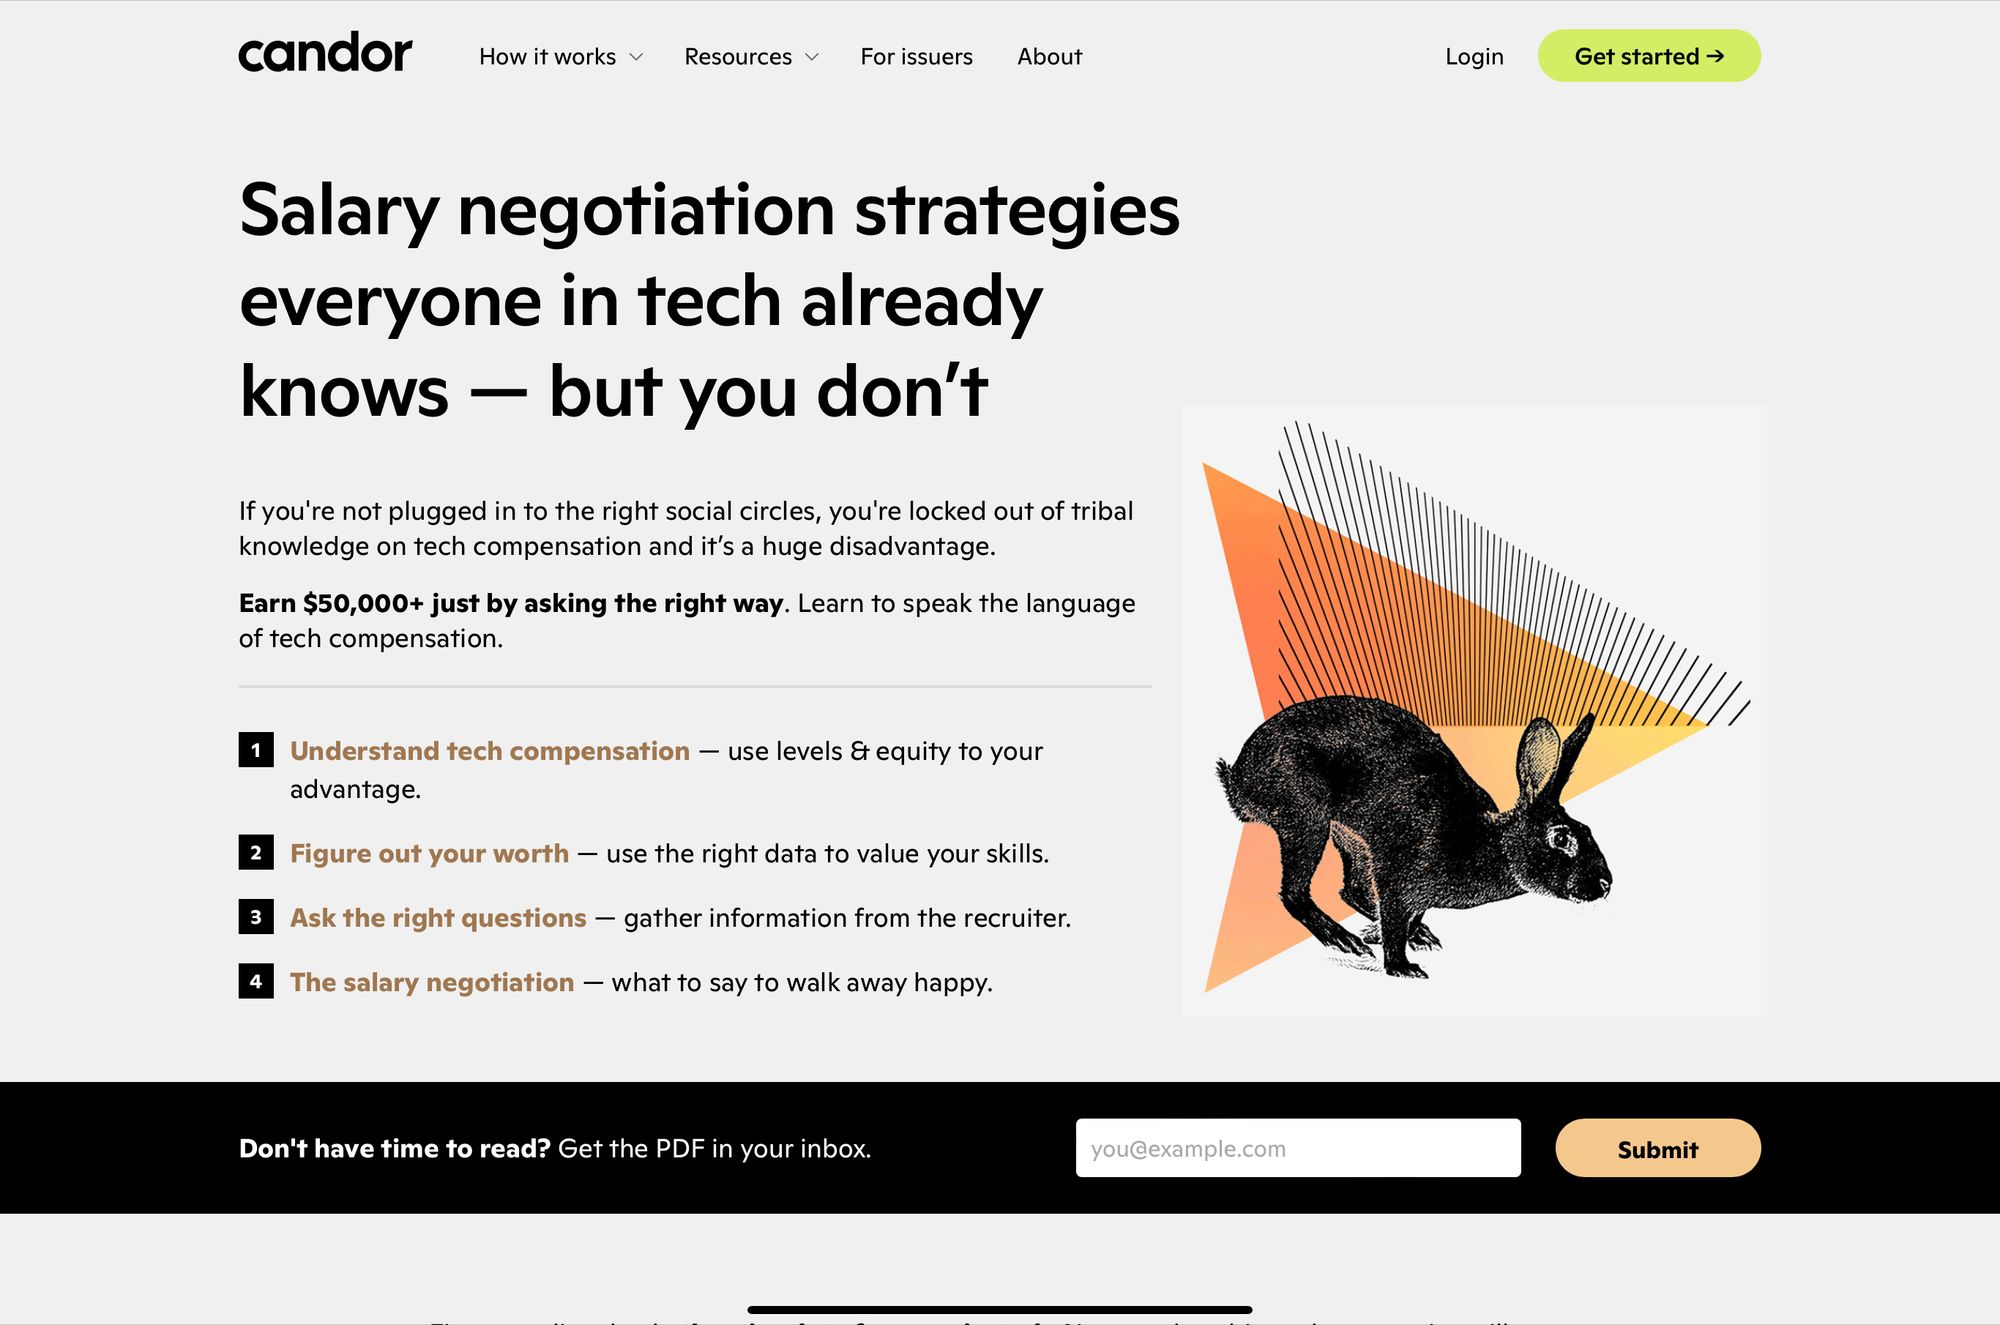 candor
How it works
Resources
For issuers
About
Login
Get started →
Salary negotiation strategies
everyone in tech already
knows — but you don’t
If you're not plugged in to the right social circles, you're locked out of tribal
knowledge on tech compensation and it’s a huge disadvantage.
Earn $50,000+ just by asking the right way. Learn to speak the language
of tech compensation.
1 Understand tech compensation — use levels & equity to your
advantage.
2 Figure out your worth — use the right data to value your skills.
3 Ask the right questions — gather information from the recruiter.
4 The salary negotiation — what to say to walk away happy.
Don't have time to read? Get the PDF in your inbox.
you@example.com
Submit